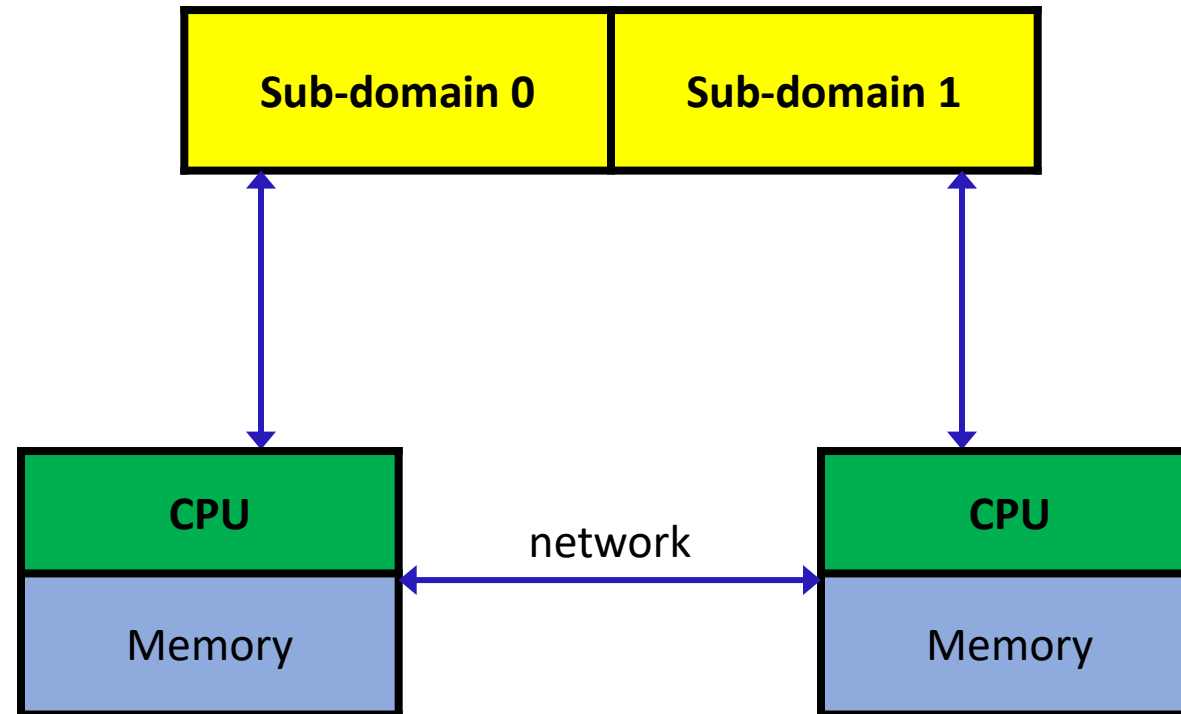 Sub-domain 0
Sub-domain 1
CPU
CPU
network
Memory
Memory